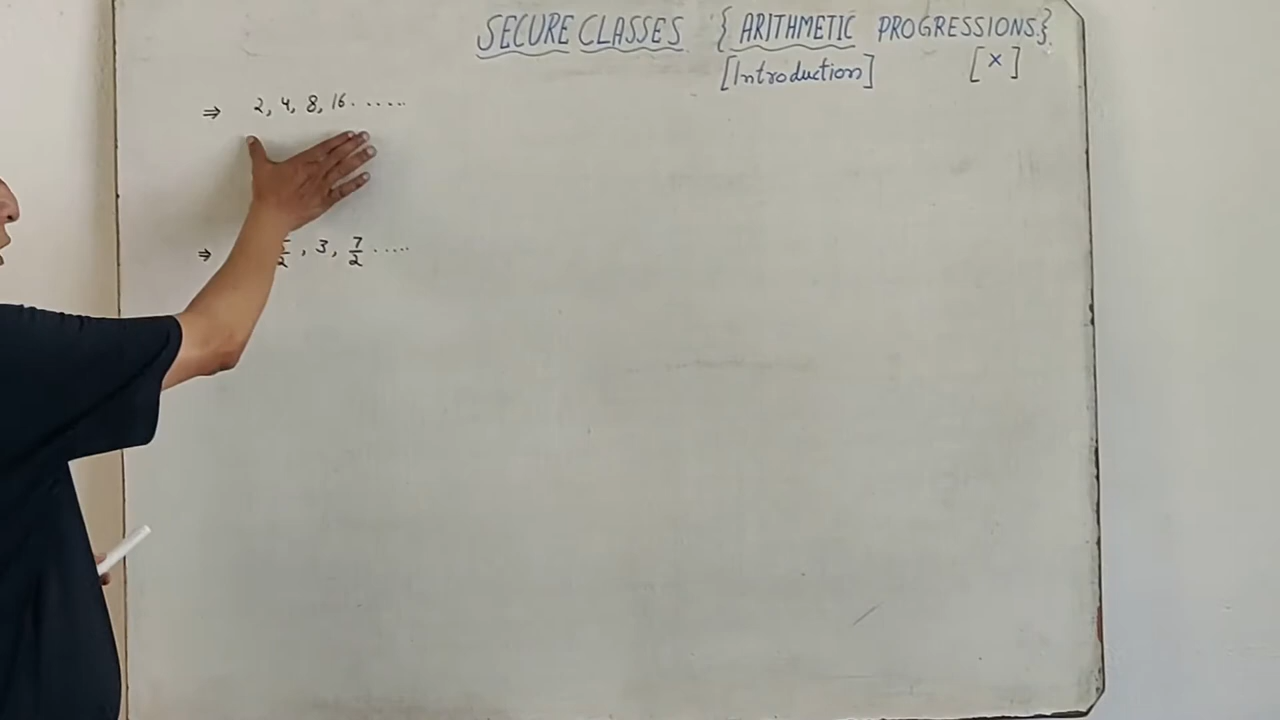 SECURE CLASSES { ARITHMETIC PROGRESSIONS.}
[Introduction] [×]
⇒ 2, 4, 8, 16. .....
⇒ , 3, 7/2 .....